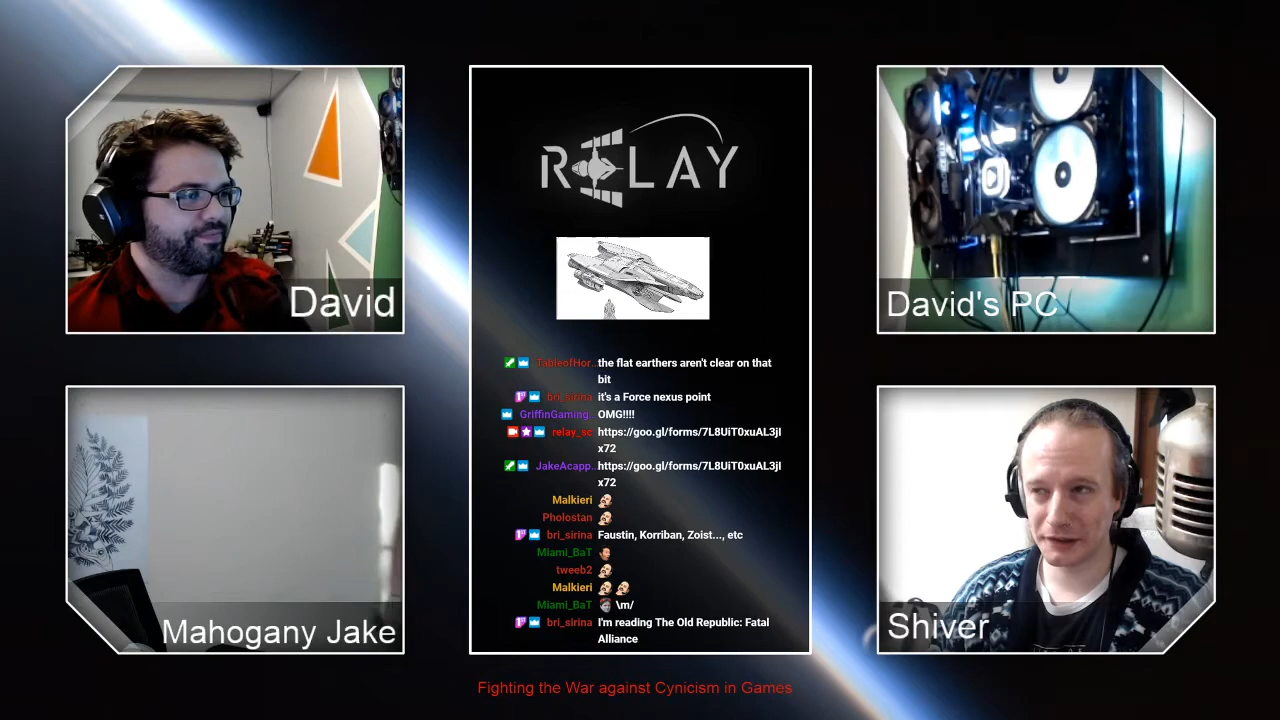 RELAY
David
David's PC
TableofHor... the flat earthers aren't clear on that
bit
bri_sirina it's a Force nexus point
GriffinGaming... OMG!!!!
relay_sc https://goo.gl/forms/7L8UiT0xuAL3jI
x72
JakeAcapp... https://goo.gl/forms/7L8UiT0xuAL3jI
x72
Malkieri
Pholostan
bri_sirina Faustin, Korriban, Zoist..., etc
Miami_BaT
tweeb2
Malkieri
Miami_BaT \m/
bri_sirina I'm reading The Old Republic: Fatal
Alliance
Mahogany Jake
Shiver
Fighting the War against Cynicism in Games